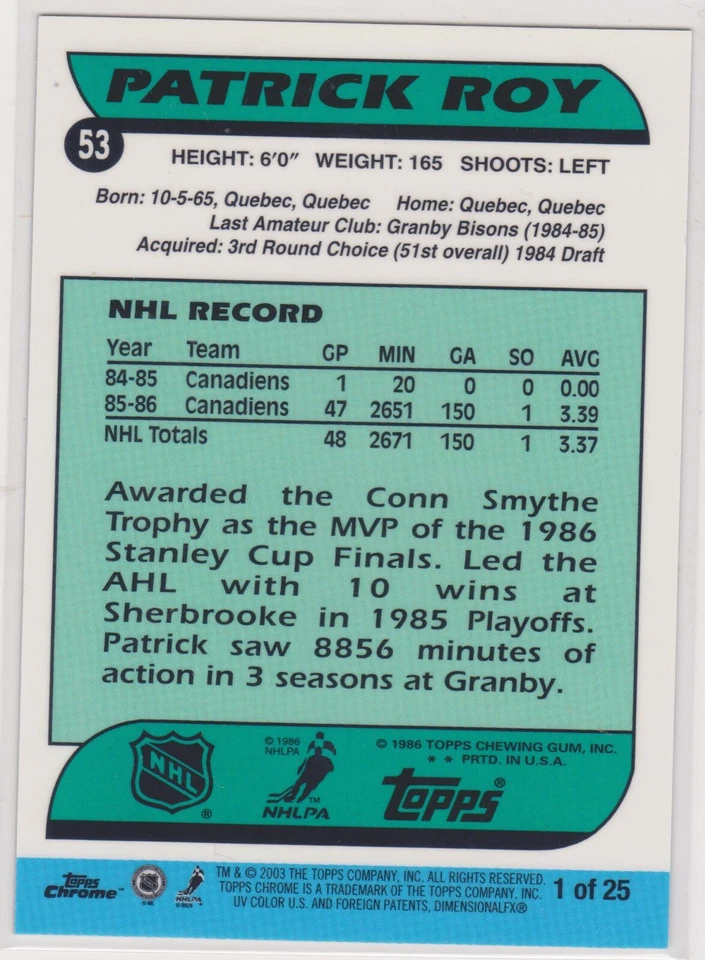 PATRICK ROY
53
HEIGHT: 6'0" WEIGHT: 165 SHOOTS: LEFT
Born: 10-5-65, Quebec, Quebec Home: Quebec, Quebec
Last Amateur Club: Granby Bisons (1984-85)
Acquired: 3rd Round Choice (51st overall) 1984 Draft
NHL RECORD
Year Team GP MIN GA SO AVG
84-85 Canadiens 1 20 0 0 0.00
85-86 Canadiens 47 2651 150 1 3.39
NHL Totals 48 2671 150 1 3.37
Awarded the Conn Smythe
Trophy as the MVP of the 1986
Stanley Cup Finals. Led the
AHL with 10 wins at
Sherbrooke in 1985 Playoffs.
Patrick saw 8856 minutes of
action in 3 seasons at Granby.
NHL ®
© 1986
NHLPA
™
NHLPA
© 1986 TOPPS CHEWING GUM, INC.
* * PRTD. IN U.S.A.
TOPPS ®
Topps
Chrome™
NHLPA
TM & © 2003 THE TOPPS COMPANY, INC. ALL RIGHTS RESERVED.
TOPPS CHROME IS A TRADEMARK OF THE TOPPS COMPANY, INC.
UV COLOR U.S. AND FOREIGN PATENTS, DIMENSIONALFX®
1 of 25